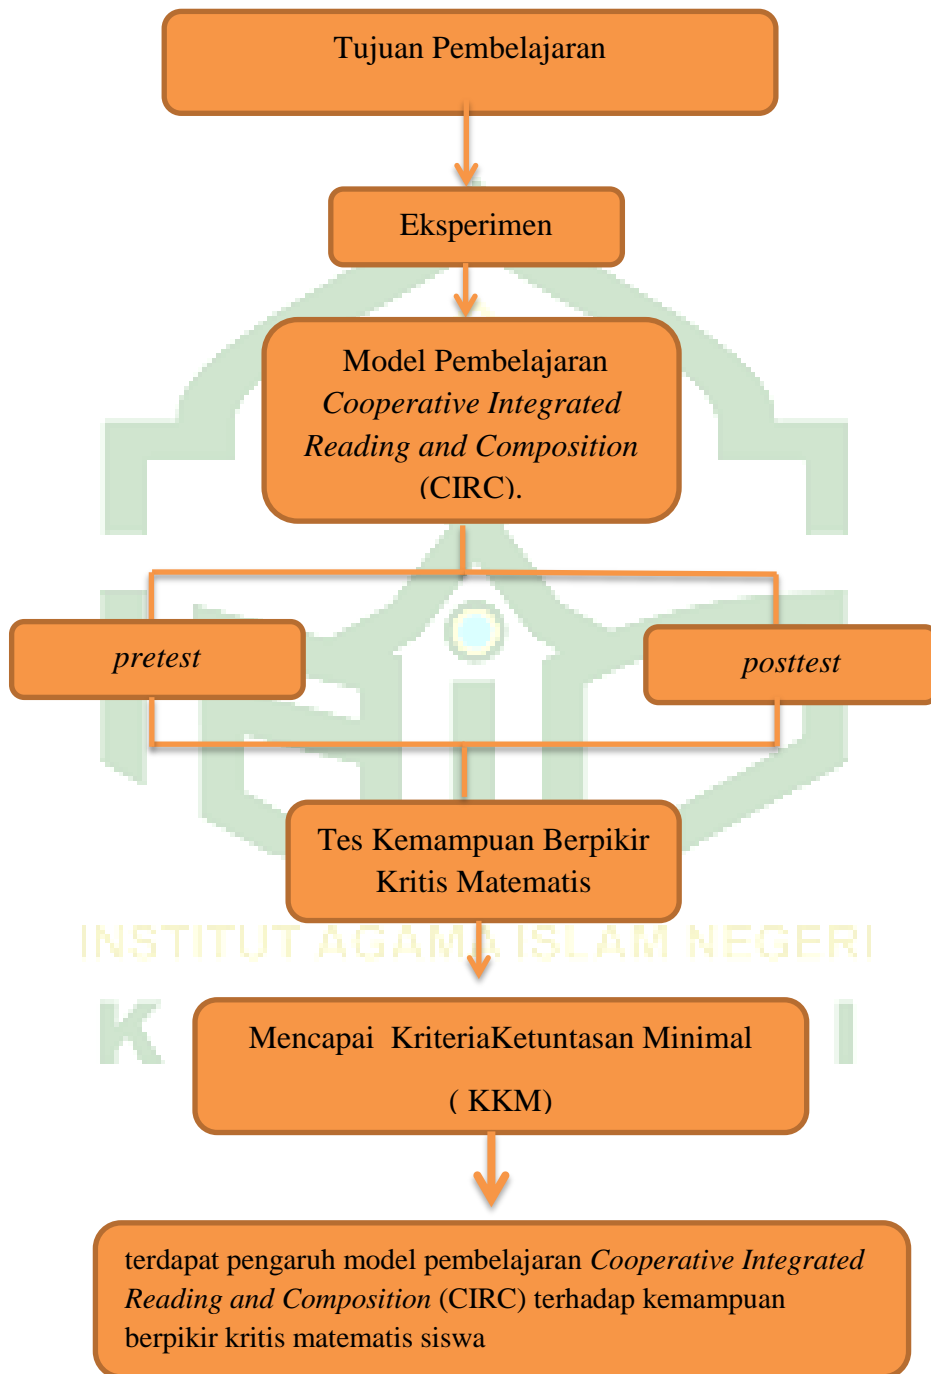 Tujuan Pembelajaran
Eksperimen
Model Pembelajaran
Cooperative Integrated
Reading and Composition
(CIRC).
pretest
posttest
Tes Kemampuan Berpikir
Kritis Matematis
INSTITUT AGAMA ISLAM NEGERI
K I
Mencapai KriteriaKetuntasan Minimal
( KKM)
terdapat pengaruh model pembelajaran Cooperative Integrated
Reading and Composition (CIRC) terhadap kemampuan
berpikir kritis matematis siswa